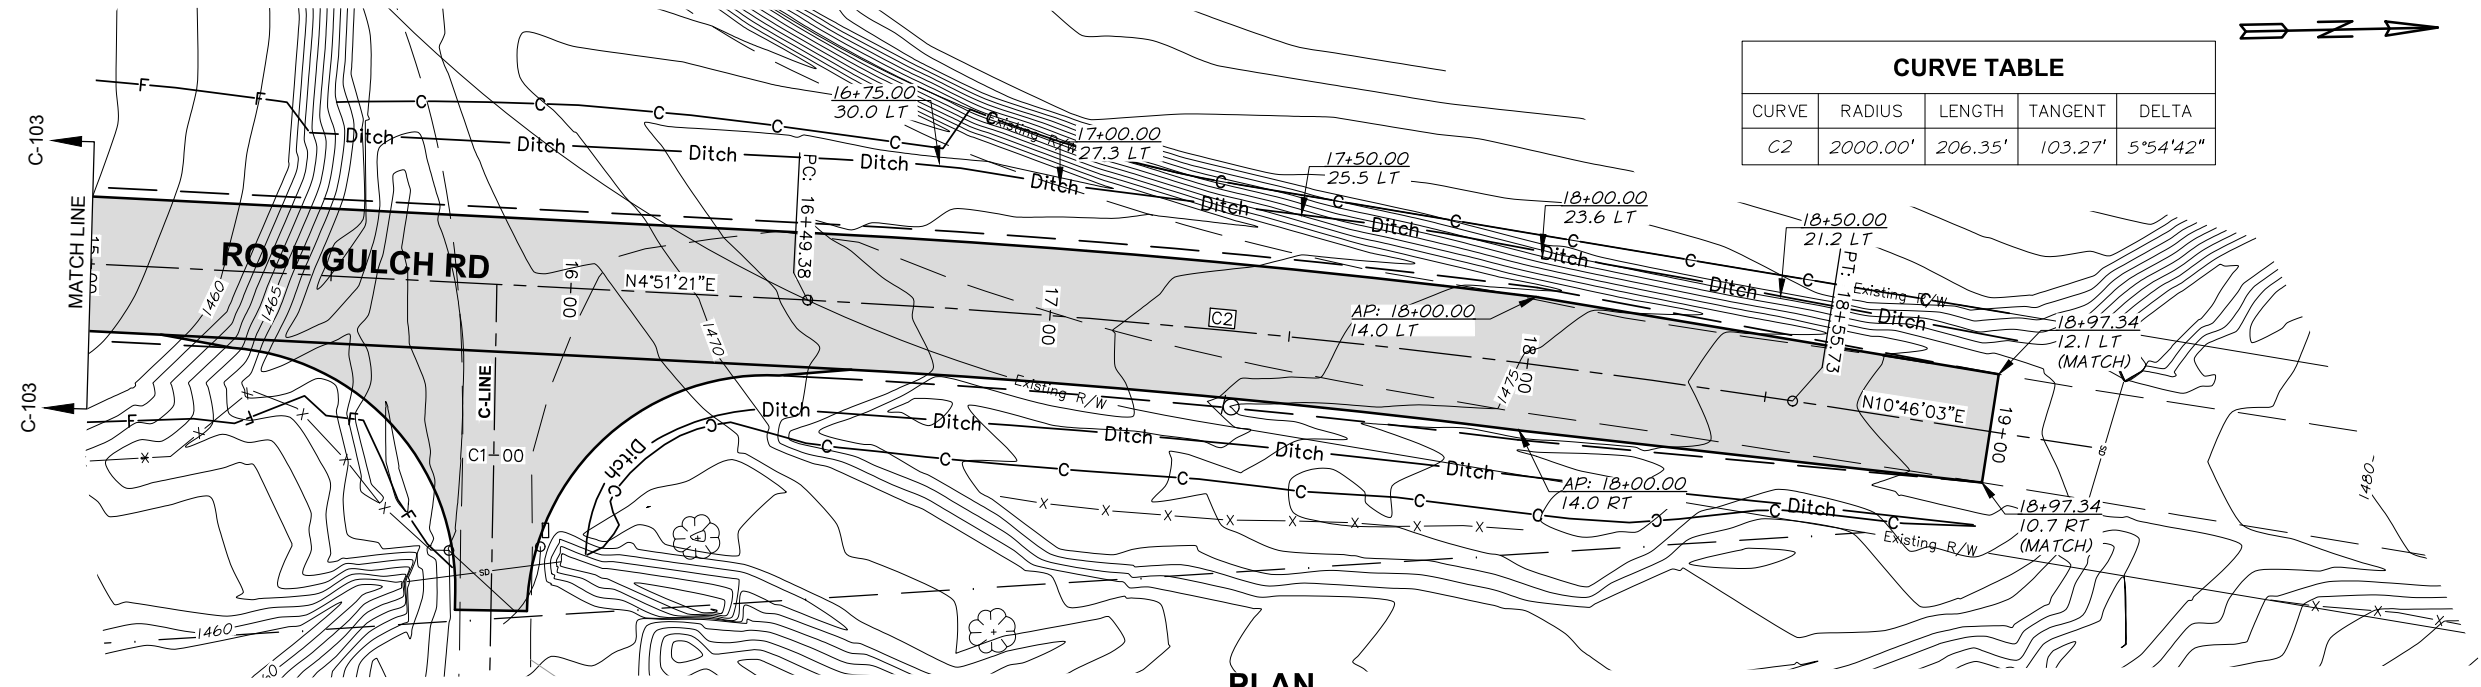 CURVE TABLE
CURVE RADIUS LENGTH TANGENT DELTA
C2 2000.00' 206.35' 103.27' 5°54'42"
N
C-103
MATCH LINE
C-103
15+00
F
F
C
C
C
C
C
Ditch
Ditch
Ditch
Ditch
16+75.00
30.0 LT
C
Existing R/W
17+00.00
27.3 LT
Ditch
17+50.00
25.5 LT
C
C
C
Ditch
Ditch
18+00.00
23.6 LT
C
C
C
Ditch
Ditch
18+50.00
21.2 LT
PT: 18+55.73
Existing R/W
C
Ditch
18+97.34
12.1 LT
(MATCH)
PC: 16+49.38
ROSE GULCH RD
1460
1465
16+00
N4°51'21"E
1470
17+00
C2
AP: 18+00.00
14.0 LT
18+00
1475
N10°46'03"E
19+00
SD
1480
Existing R/W
C-LINE
C1+00
F
F
F
F
X
X
X
X
X
Ditch
Ditch
Ditch
Ditch
Ditch
Ditch
Ditch
C
C
C
C
C
C
C
C
C
C
C
C
X X X X X X X X
AP: 18+00.00
14.0 RT
18+97.34
10.7 RT
(MATCH)
Existing R/W
SD
1460
X X X
PLAN